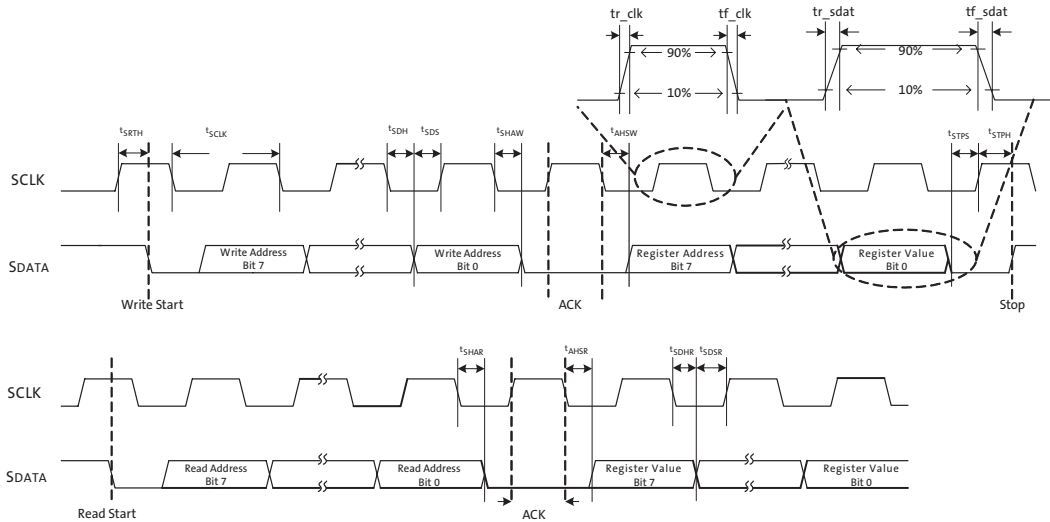 tr_clk tf_clk tr_sdat tf_sdat
90% 90%
10% 10%
tSRTH tSCLK tSDH tSDS tSHAW tAHSW tSTPS tSTPH
SCLK
SDATA
Write Address
Bit 7
Write Address
Bit 0
Register Address
Bit 7
Register Value
Bit 0
Write Start ACK Stop
tSHAR tAHSR tSDHR tSDSR
SCLK
SDATA
Read Address
Bit 7
Read Address
Bit 0
Register Value
Bit 7
Register Value
Bit 0
Read Start ACK